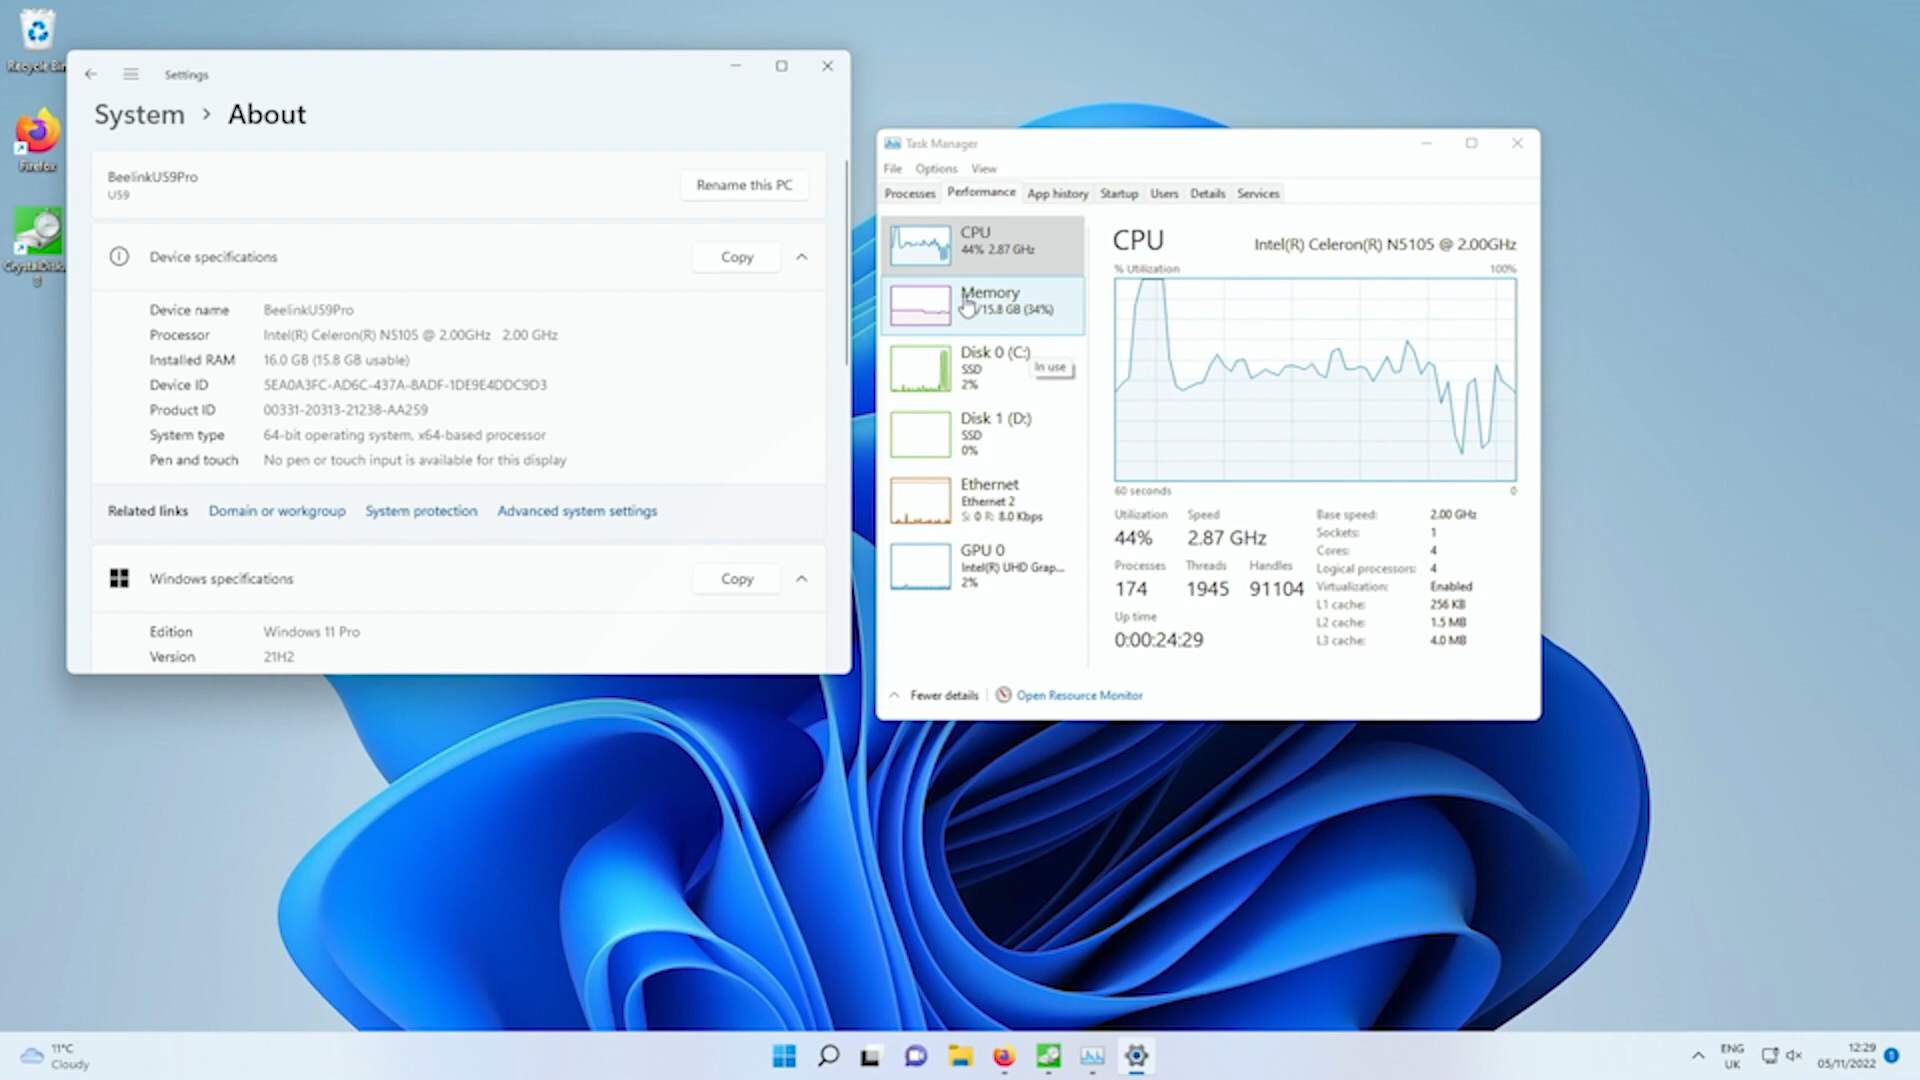 Recycle Bin
Firefox
CrystalDisk...
8
Settings
System > About
BeelinkU59Pro
U59
Rename this PC
Device specifications
Copy
Device name BeelinkU59Pro
Processor Intel(R) Celeron(R) N5105 @ 2.00GHz 2.00 GHz
Installed RAM 16.0 GB (15.8 GB usable)
Device ID 5EA0A3FC-AD6C-437A-8ADF-1DE9E4DDC9D3
Product ID 00331-20313-21238-AA259
System type 64-bit operating system, x64-based processor
Pen and touch No pen or touch input is available for this display
Related links Domain or workgroup System protection Advanced system settings
Windows specifications
Copy
Edition Windows 11 Pro
Version 21H2
Task Manager
File Options View
Processes Performance App history Startup Users Details Services
CPU
44% 2.87 GHz
Memory
/15.8 GB (34%)
Disk 0 (C:)
SSD
2%
In use
Disk 1 (D:)
SSD
0%
Ethernet
Ethernet 2
S: 0 R: 8.0 Kbps
GPU 0
Intel(R) UHD Grap...
2%
CPU Intel(R) Celeron(R) N5105 @ 2.00GHz
% Utilization 100%
60 seconds 0
Utilization Speed
44% 2.87 GHz
Processes Threads Handles
174 1945 91104
Up time
0:00:24:29
Base speed: 2.00 GHz
Sockets: 1
Cores: 4
Logical processors: 4
Virtualization: Enabled
L1 cache: 256 KB
L2 cache: 1.5 MB
L3 cache: 4.0 MB
Fewer details Open Resource Monitor
11°C
Cloudy
ENG
UK
12:29
05/11/2022
1